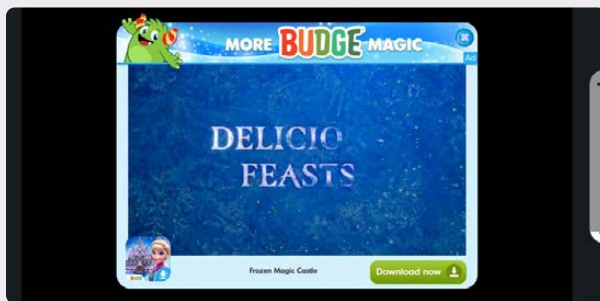 MORE BUDGE MAGIC
Ad
DELICIO
FEASTS
Frozen Magic Castle
Download now